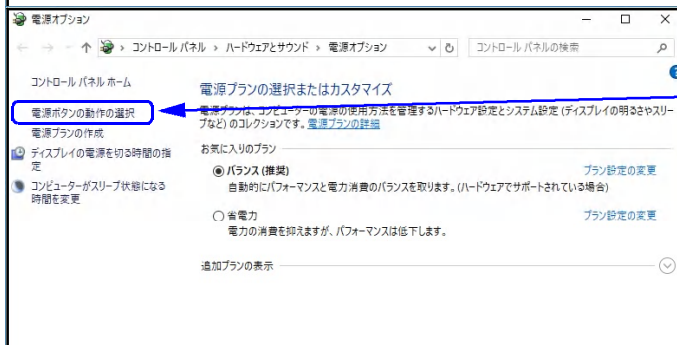 電源オプション
コントロール パネル › ハードウェアとサウンド › 電源オプション
コントロール パネルの検索
コントロール パネル ホーム
電源ボタンの動作の選択
電源プランの作成
ディスプレイの電源を切る時間の指
定
コンピューターがスリープ状態になる
時間を変更
電源プランの選択またはカスタマイズ
電源プランは、コンピューターの電源の使用方法を管理するハードウェア設定とシステム設定 (ディスプレイの明るさやスリー
プなど) のコレクションです。電源プランの詳細
お気に入りのプラン
バランス (推奨)
プラン設定の変更
自動的にパフォーマンスと電力消費のバランスを取ります。(ハードウェアでサポートされている場合)
省電力
プラン設定の変更
電力の消費を抑えますが、パフォーマンスは低下します。
追加プランの表示